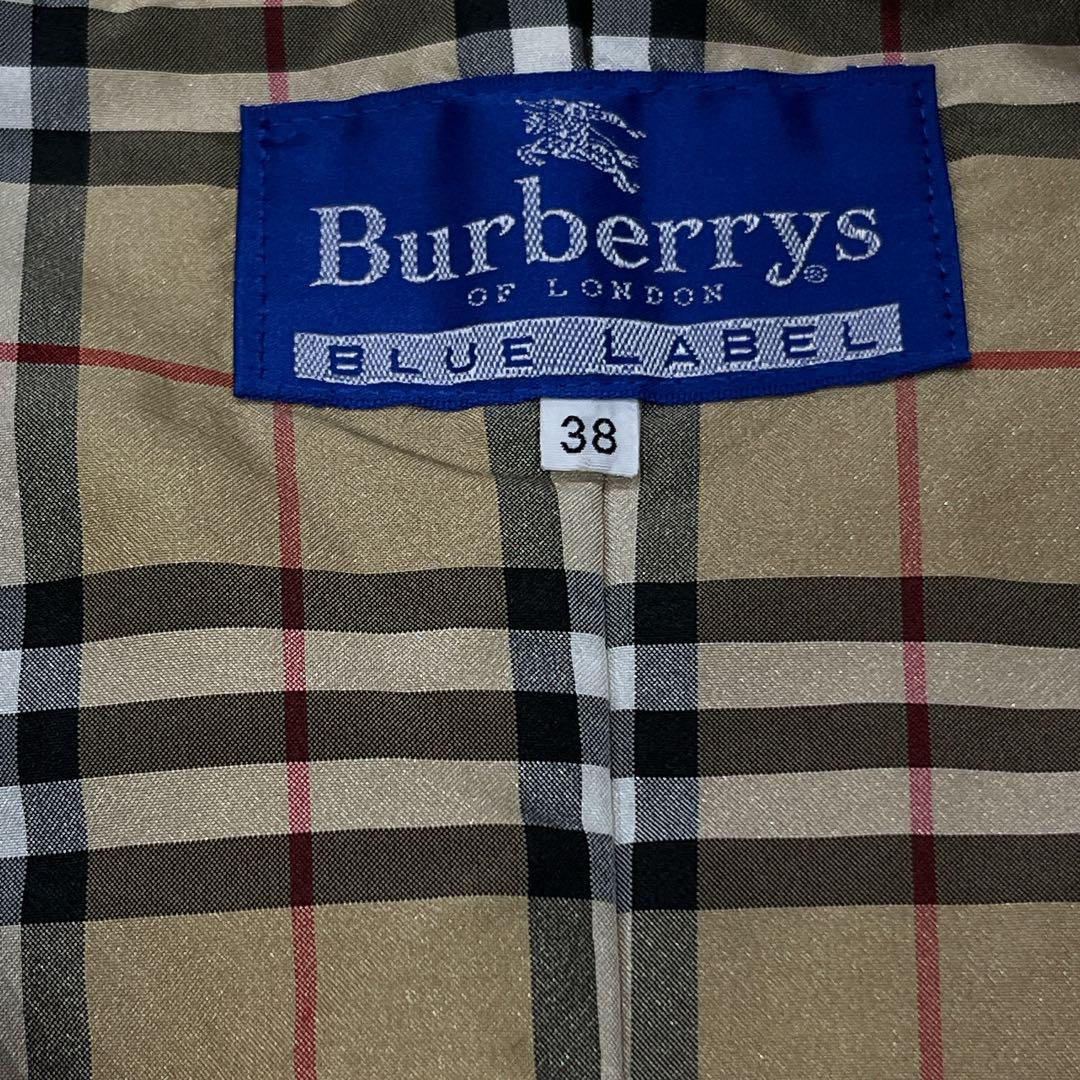 Burberrys®
OF LONDON
BLUE LABEL
38